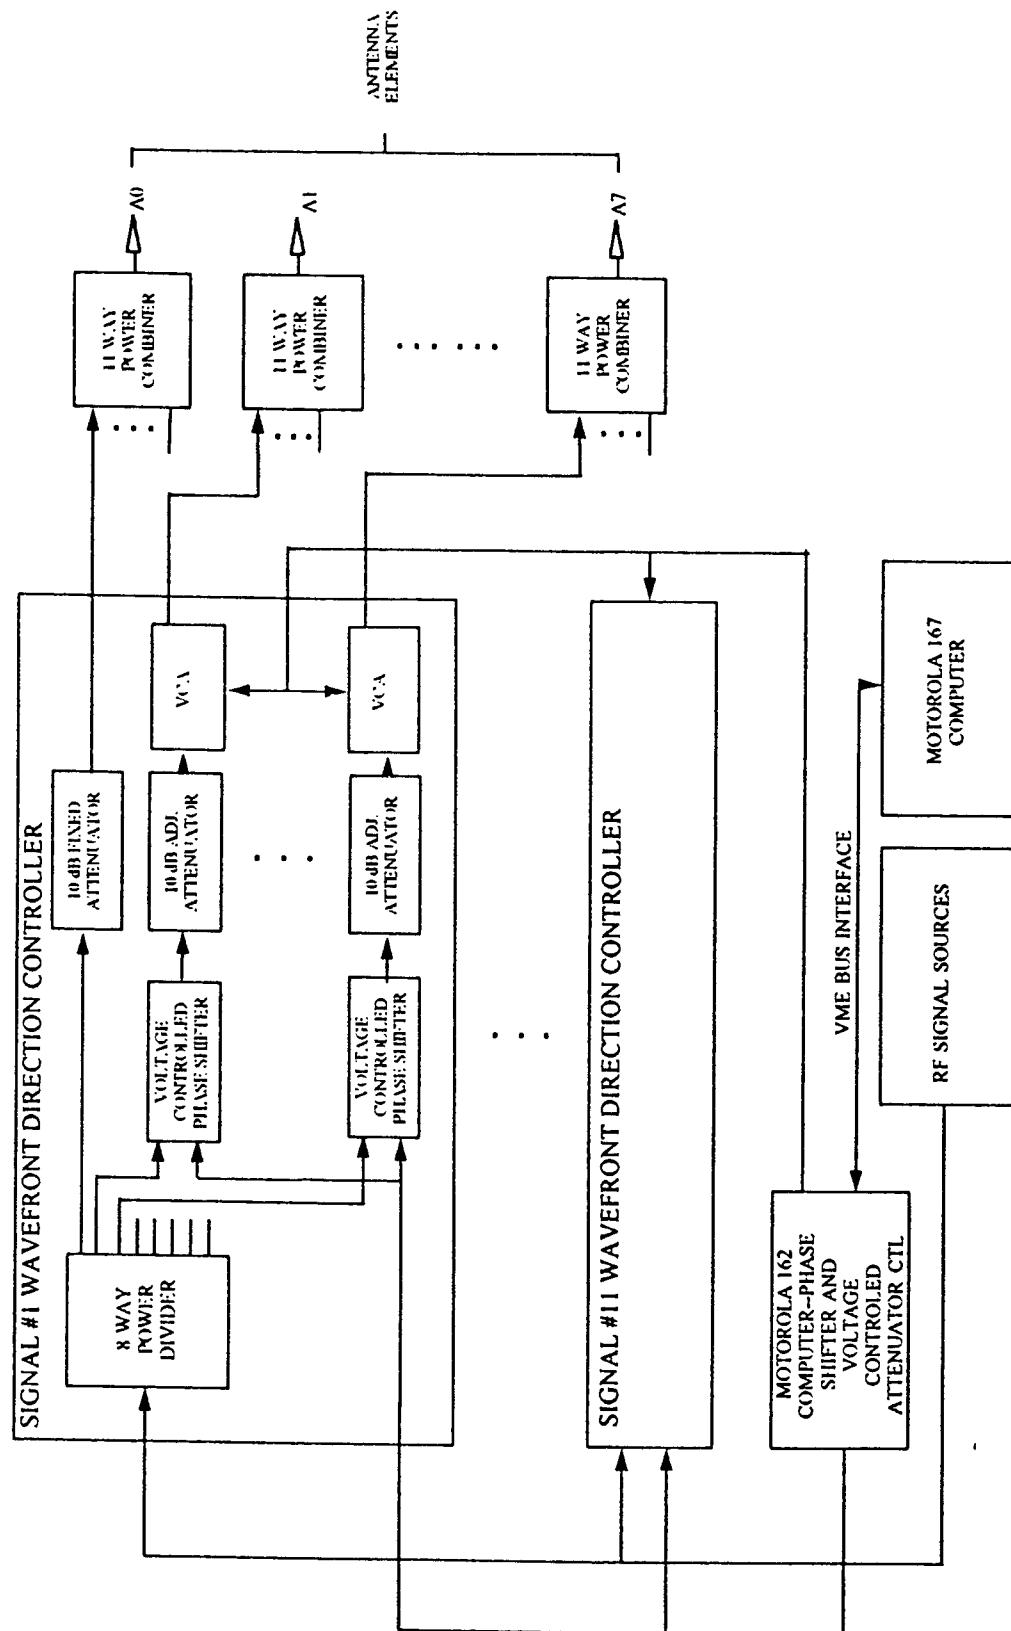 SIGNAL #1 WAVEFRONT DIRECTION CONTROLLER
8 WAY
POWER
DIVIDER
10 dB FIXED
ATTENUATOR
VOLTAGE
CONTROLLED
PHASE SHIFTER
10 dB ADJ.
ATTENUATOR
VCA
VOLTAGE
CONTROLLED
PHASE SHIFTER
10 dB ADJ.
ATTENUATOR
VCA
11 WAY
POWER
COMBINER
A0
11 WAY
POWER
COMBINER
A1
11 WAY
POWER
COMBINER
A7
ANTENNA
ELEMENTS
SIGNAL #11 WAVEFRONT DIRECTION CONTROLLER
MOTOROLA 162
COMPUTER-PHASE
SHIFTER AND
VOLTAGE
CONTROLED
ATTENUATOR CTL
VME BUS INTERFACE
RF SIGNAL SOURCES
MOTOROLA 167
COMPUTER